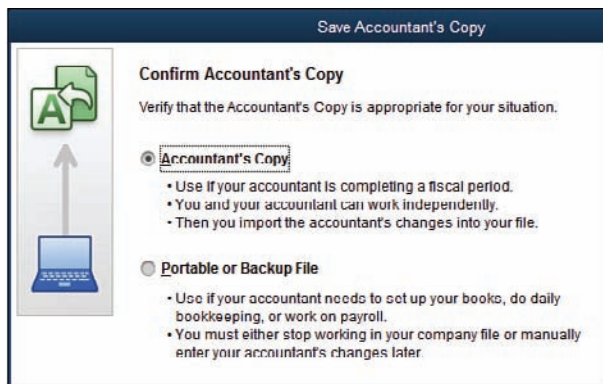 Save Accountant's Copy
A
Confirm Accountant's Copy
Verify that the Accountant's Copy is appropriate for your situation.
Accountant's Copy
• Use if your accountant is completing a fiscal period.
• You and your accountant can work independently.
• Then you import the accountant's changes into your file.
Portable or Backup File
• Use if your accountant needs to set up your books, do daily
bookkeeping, or work on payroll.
• You must either stop working in your company file or manually
enter your accountant's changes later.